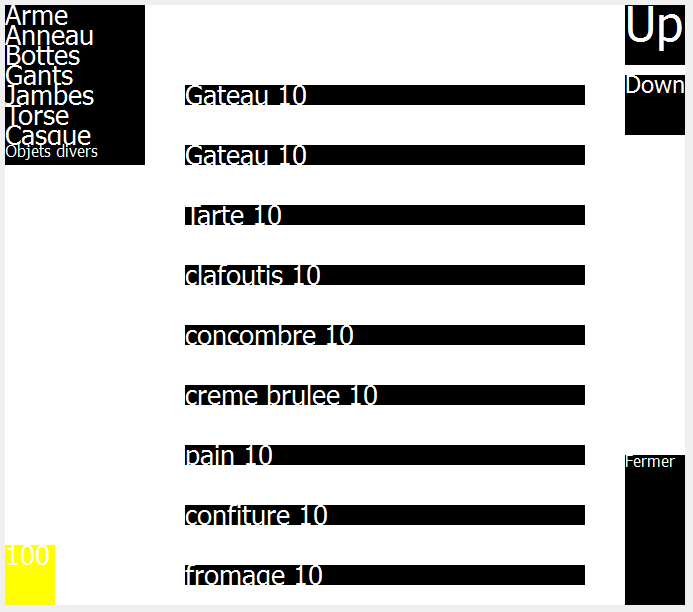 Arme
Anneau
Bottes
Gants
Jambes
Torse
Casque
Objets divers
Gateau 10
Gateau 10
Tarte 10
clafoutis 10
concombre 10
creme brulee 10
pain 10
confiture 10
fromage 10
Up
Down
Fermer
100